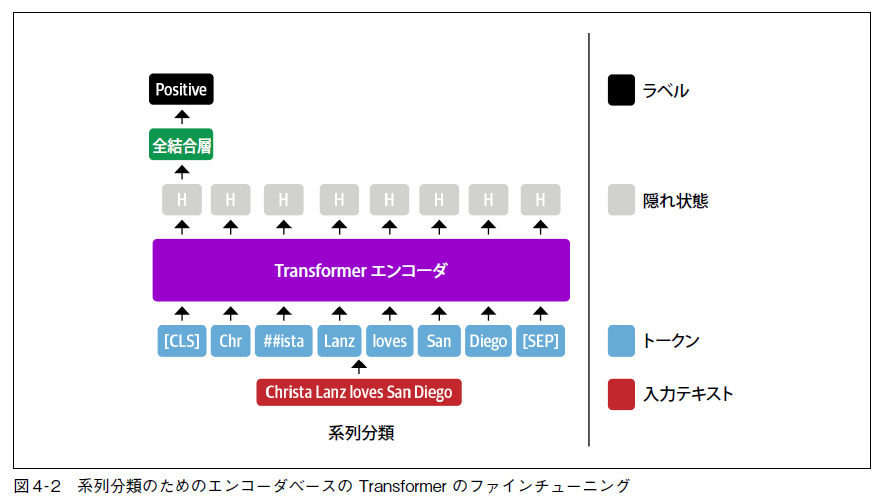 Positive
ラベル
全結合層
H H H H H H H H
隠れ状態
Transformer エンコーダ
[CLS] Chr ##ista Lanz loves San Diego [SEP]
トークン
Christa Lanz loves San Diego
入力テキスト
系列分類
図4-2 系列分類のためのエンコーダベースの Transformer のファインチューニング